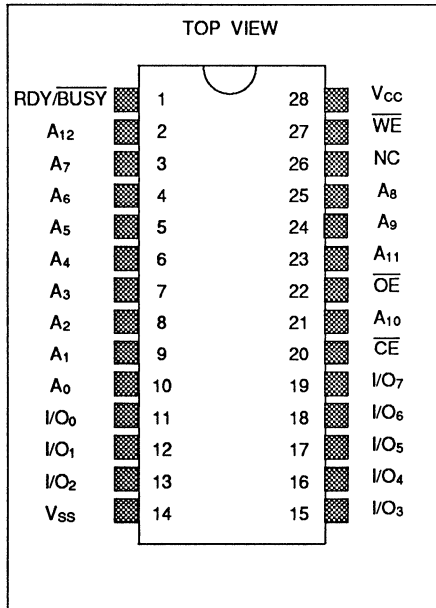 TOP VIEW
RDY/BUSY 1 28 VCC
A12 2 27 WE
A7 3 26 NC
A6 4 25 A8
A5 5 24 A9
A4 6 23 A11
A3 7 22 OE
A2 8 21 A10
A1 9 20 CE
A0 10 19 I/O7
I/O0 11 18 I/O6
I/O1 12 17 I/O5
I/O2 13 16 I/O4
VSS 14 15 I/O3